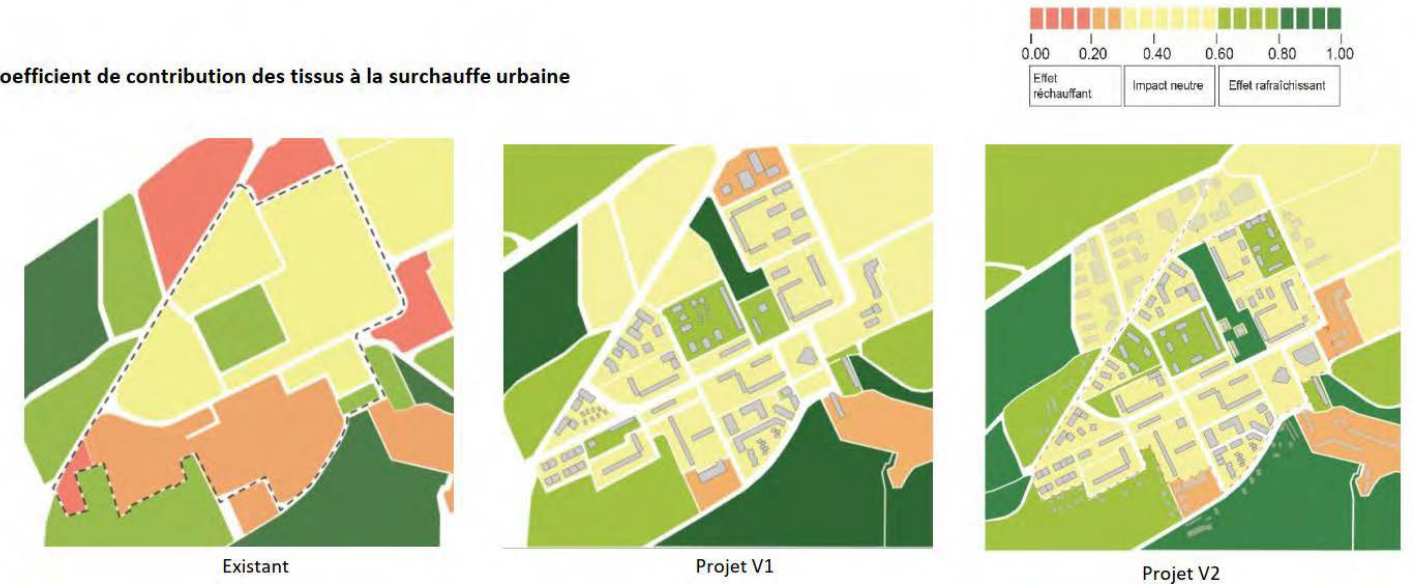 0.00 0.20 0.40 0.60 0.80 1.00
Effet
réchauffant
Impact neutre
Effet rafraîchissant
oefficient de contribution des tissus à la surchauffe urbaine
Existant
Projet V1
Projet V2